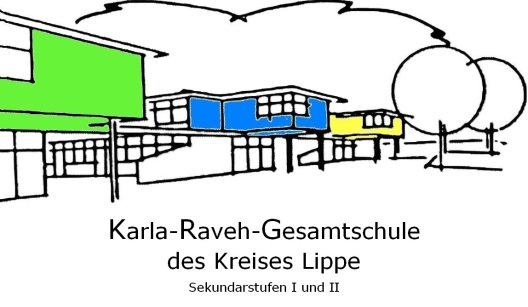 Karla-Raveh-Gesamtschule
des Kreises Lippe
Sekundarstufen I und II